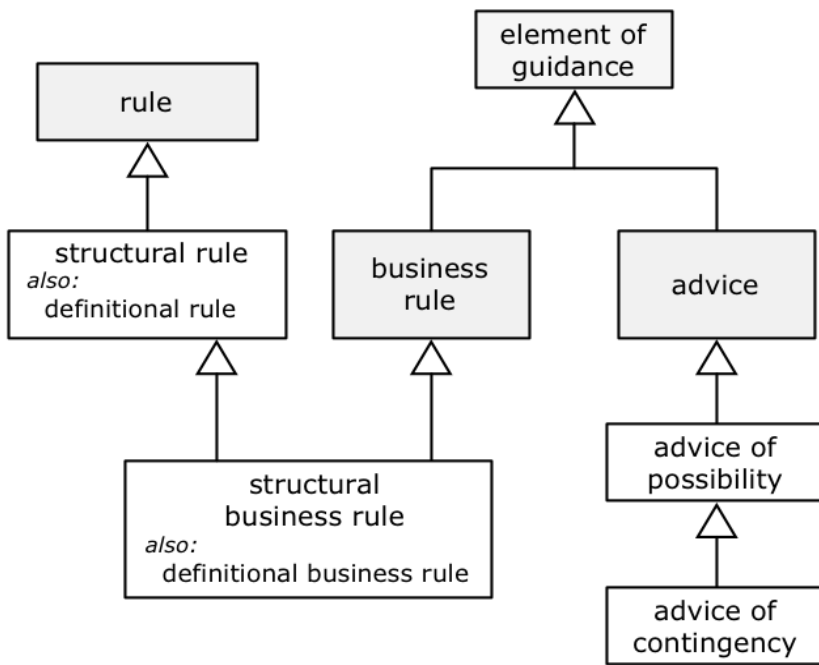 element of
guidance
rule
structural rule
also:
definitional rule
business
rule
advice
advice of
possibility
structural
business rule
also:
definitional business rule
advice of
contingency